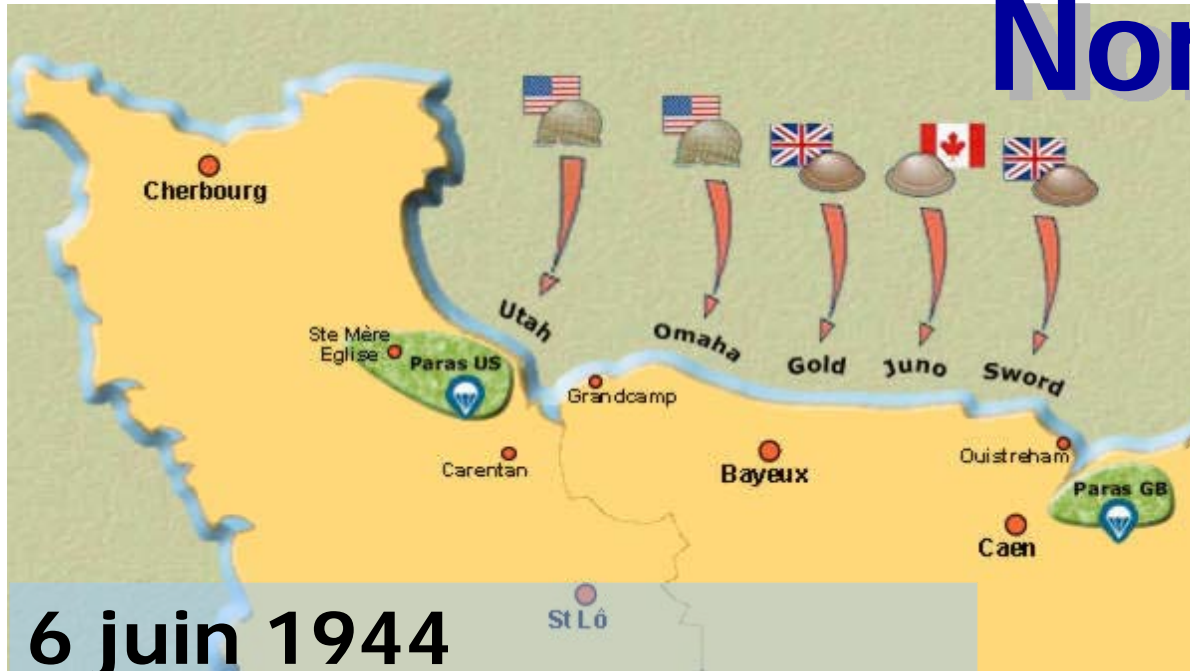 Nor
Cherbourg
Utah
Omaha
Gold
Juno
Sword
Ste Mère
Eglise
Paras US
Grandcamp
Carentan
Bayeux
Ouistreham
Paras GB
Caen
St Lô
6 juin 1944